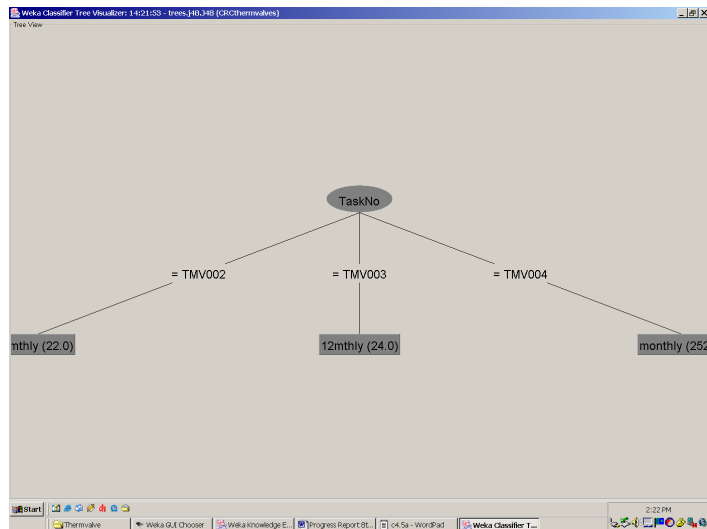 Weka Classifier Tree Visualizer: 14:21:53 - trees.j48.J48 (CRCthermvalves)
Tree View
TaskNo
= TMV002
= TMV003
= TMV004
mthly (22.0)
12mthly (24.0)
monthly (252
Start
2:22 PM
Thermvalve
Weka GUI Chooser
Weka Knowledge E...
Progress Report 8t...
c4.5a - WordPad
Weka Classifier T...